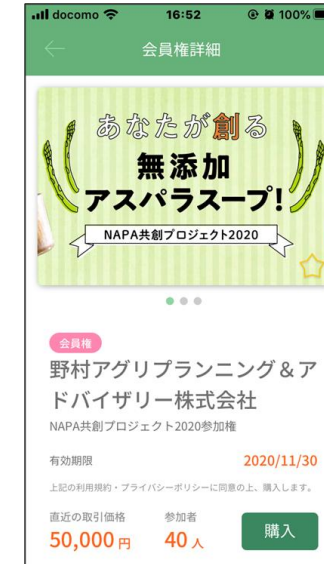 docomo 16:52 100%
会員権詳細
あなたが創る
無添加
アスパラスープ!
NAPA共創プロジェクト2020
会員権
野村アグリプランニング＆ア
ドバイザリー株式会社
NAPA共創プロジェクト2020参加権
有効期限 2020/11/30
上記の利用規約・プライバシーポリシーに同意の上、購入します。
直近の取引価格 参加者
50,000 円 40 人 購入